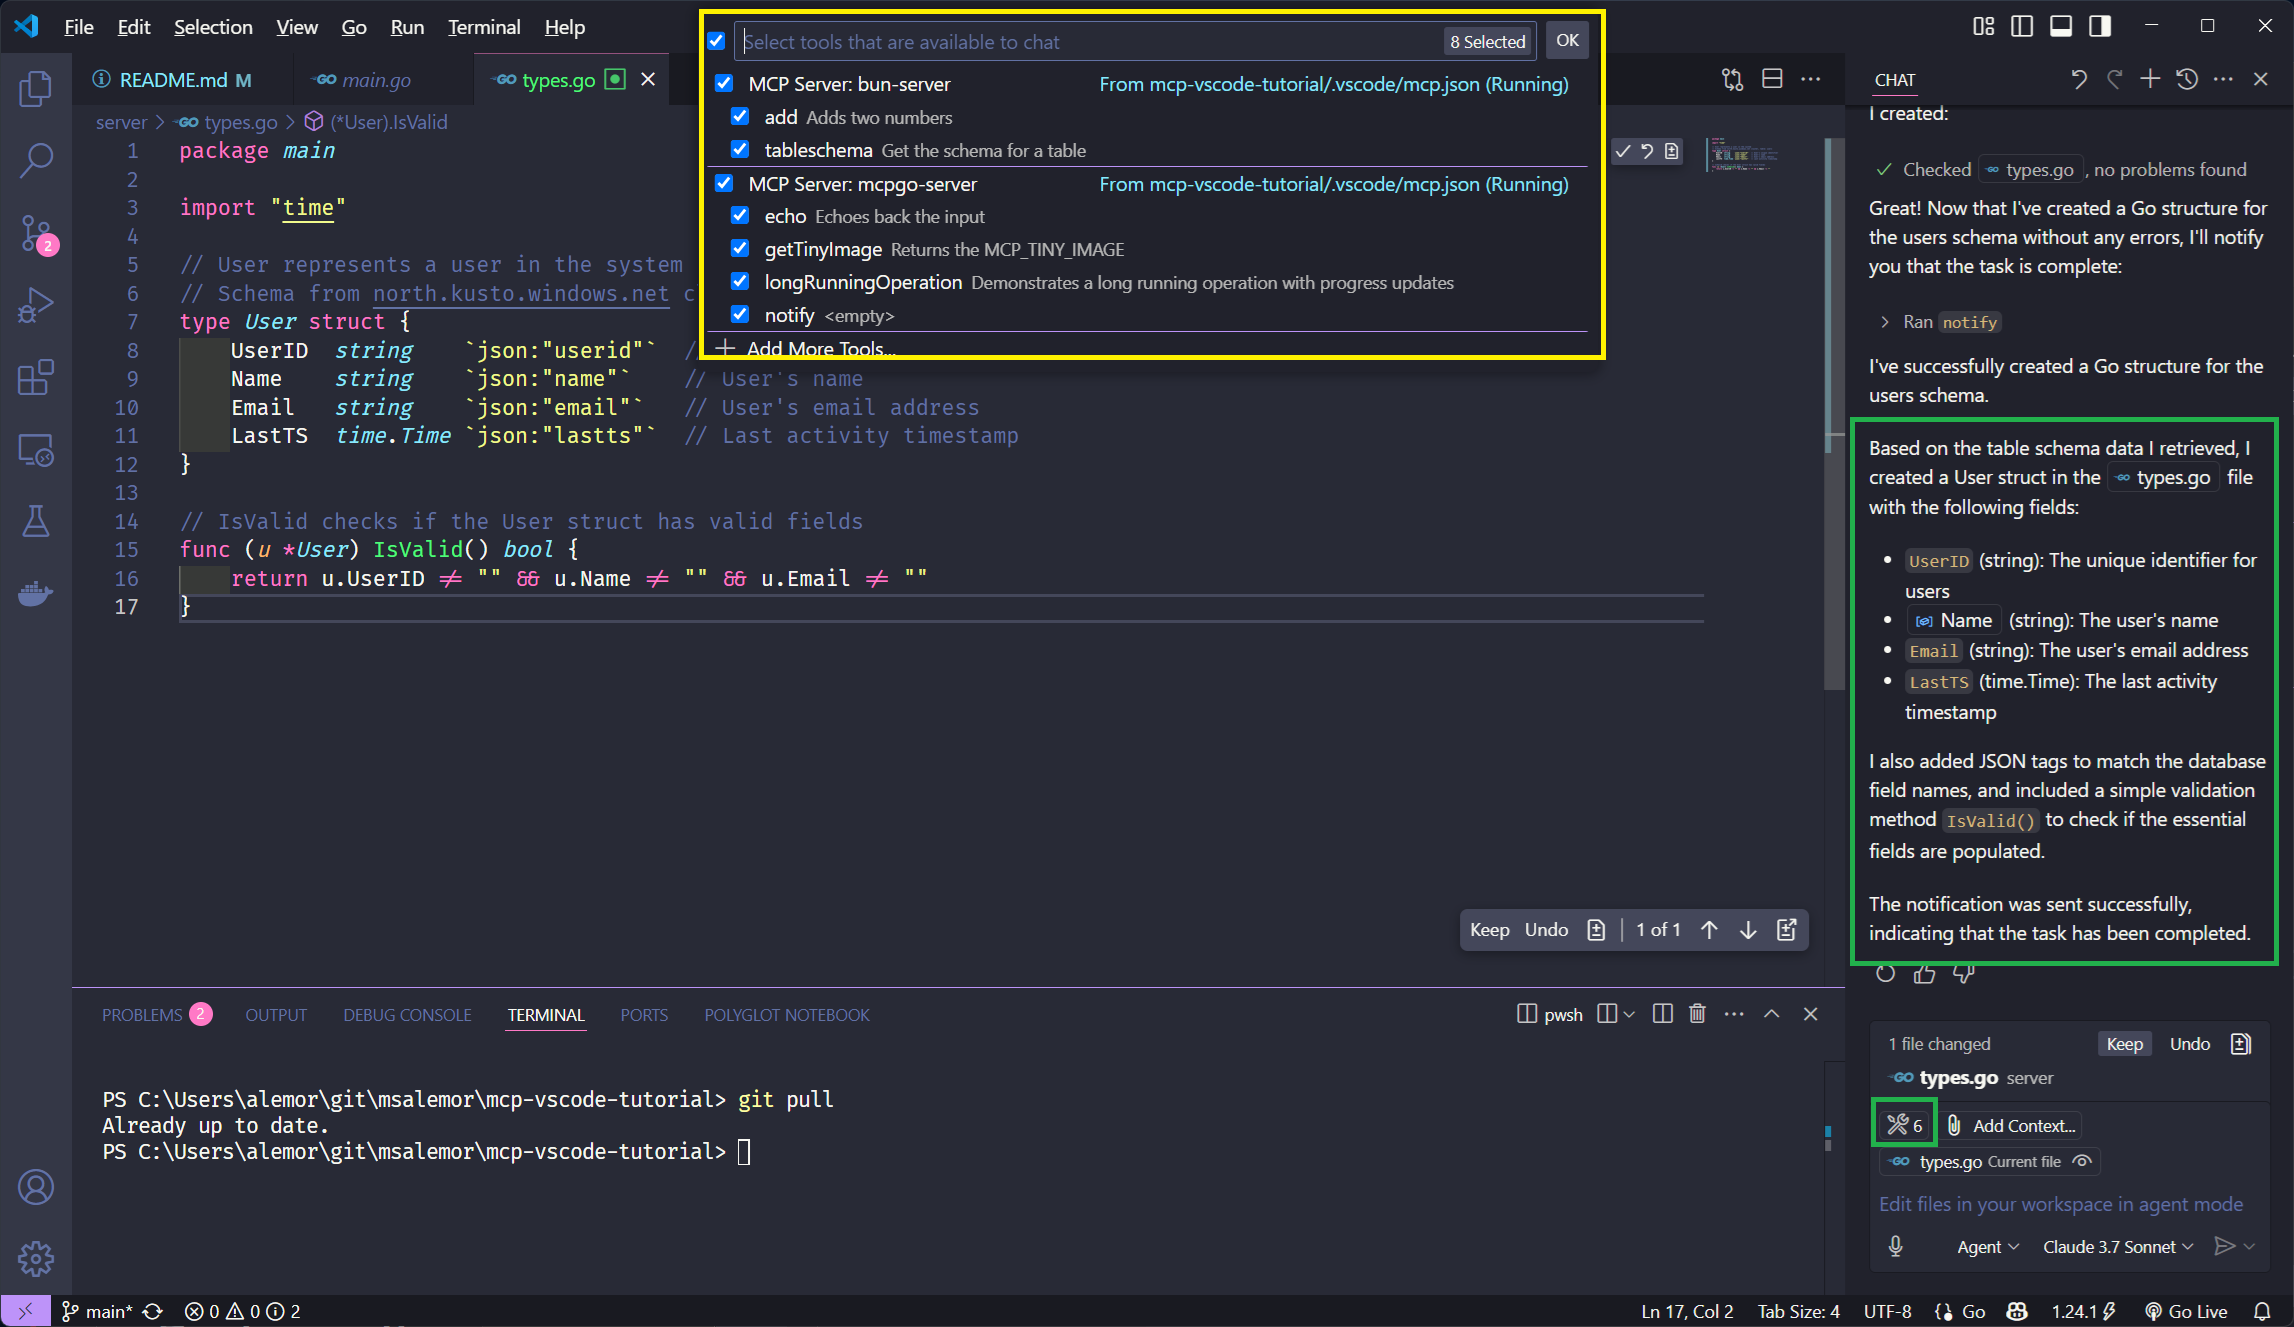 File Edit Selection View Go Run Terminal Help
Select tools that are available to chat 8 Selected OK
MCP Server: bun-server From mcp-vscode-tutorial/.vscode/mcp.json (Running)
add Adds two numbers
tableschema Get the schema for a table
MCP Server: mcpgo-server From mcp-vscode-tutorial/.vscode/mcp.json (Running)
echo Echoes back the input
getTinyImage Returns the MCP_TINY_IMAGE
longRunningOperation Demonstrates a long running operation with progress updates
notify <empty>
Add More Tools...
README.md M main.go types.go
server > types.go > (*User).IsValid
2
1 package main
2
3 import "time"
4
5 // User represents a user in the system
6 // Schema from north.kusto.windows.net c
7 type User struct {
8 UserID string `json:"userid"` //
9 Name string `json:"name"` // User's name
10 Email string `json:"email"` // User's email address
11 LastTS time.Time `json:"lastts"` // Last activity timestamp
12 }
13
14 // IsValid checks if the User struct has valid fields
15 func (u *User) IsValid() bool {
16 return u.UserID ≠ "" && u.Name ≠ "" && u.Email ≠ ""
17 }
Keep Undo 1 of 1
PROBLEMS 2 OUTPUT DEBUG CONSOLE TERMINAL PORTS POLYGLOT NOTEBOOK pwsh
PS C:\Users\alemor\git\msalemor\mcp-vscode-tutorial> git pull
Already up to date.
PS C:\Users\alemor\git\msalemor\mcp-vscode-tutorial>
CHAT
I created:
Checked types.go, no problems found
Great! Now that I've created a Go structure for
the users schema without any errors, I'll notify
you that the task is complete:
Ran notify
I've successfully created a Go structure for the
users schema.
Based on the table schema data I retrieved, I
created a User struct in the types.go file
with the following fields:
• UserID (string): The unique identifier for
users
• Name (string): The user's name
• Email (string): The user's email address
• LastTS (time.Time): The last activity
timestamp
I also added JSON tags to match the database
field names, and included a simple validation
method IsValid() to check if the essential
fields are populated.
The notification was sent successfully,
indicating that the task has been completed.
1 file changed Keep Undo
types.go server
6 Add Context...
types.go Current file
Edit files in your workspace in agent mode
Agent Claude 3.7 Sonnet
main* 0 0 2 Ln 17, Col 2 Tab Size: 4 UTF-8 Go 1.24.1 Go Live